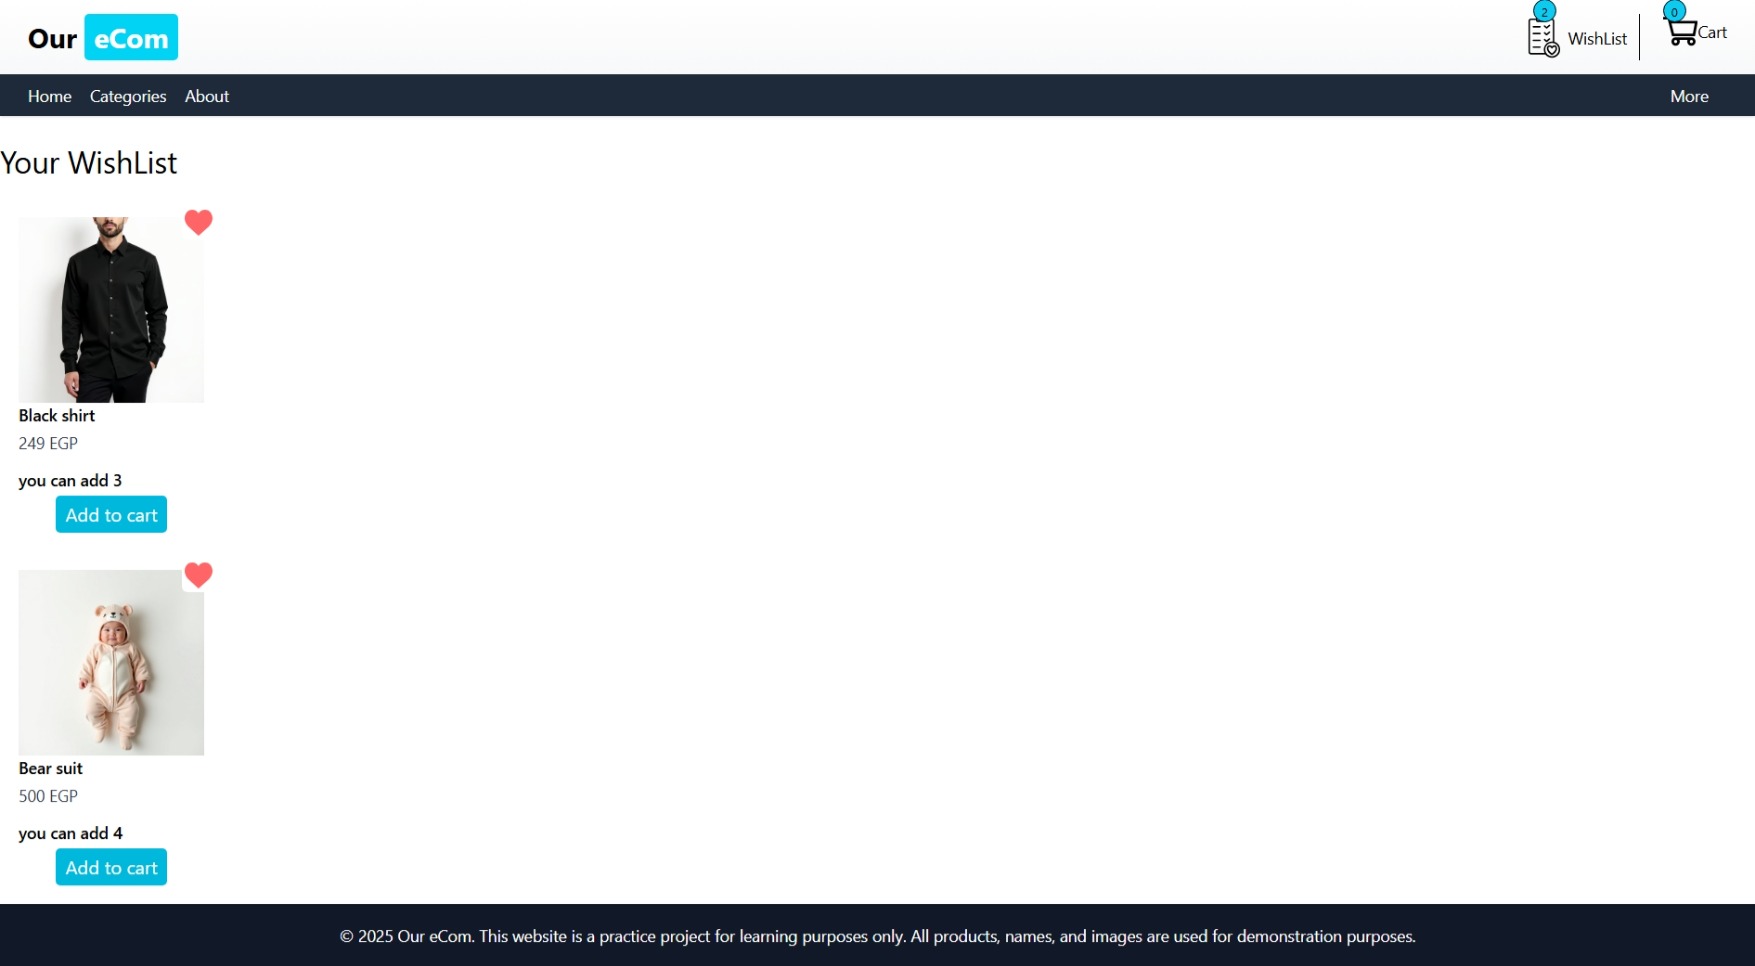 Our eCom
2
WishList
0
Cart
Home
Categories
About
More
Your WishList
Black shirt
249 EGP
you can add 3
Add to cart
Bear suit
500 EGP
you can add 4
Add to cart
© 2025 Our eCom. This website is a practice project for learning purposes only. All products, names, and images are used for demonstration purposes.